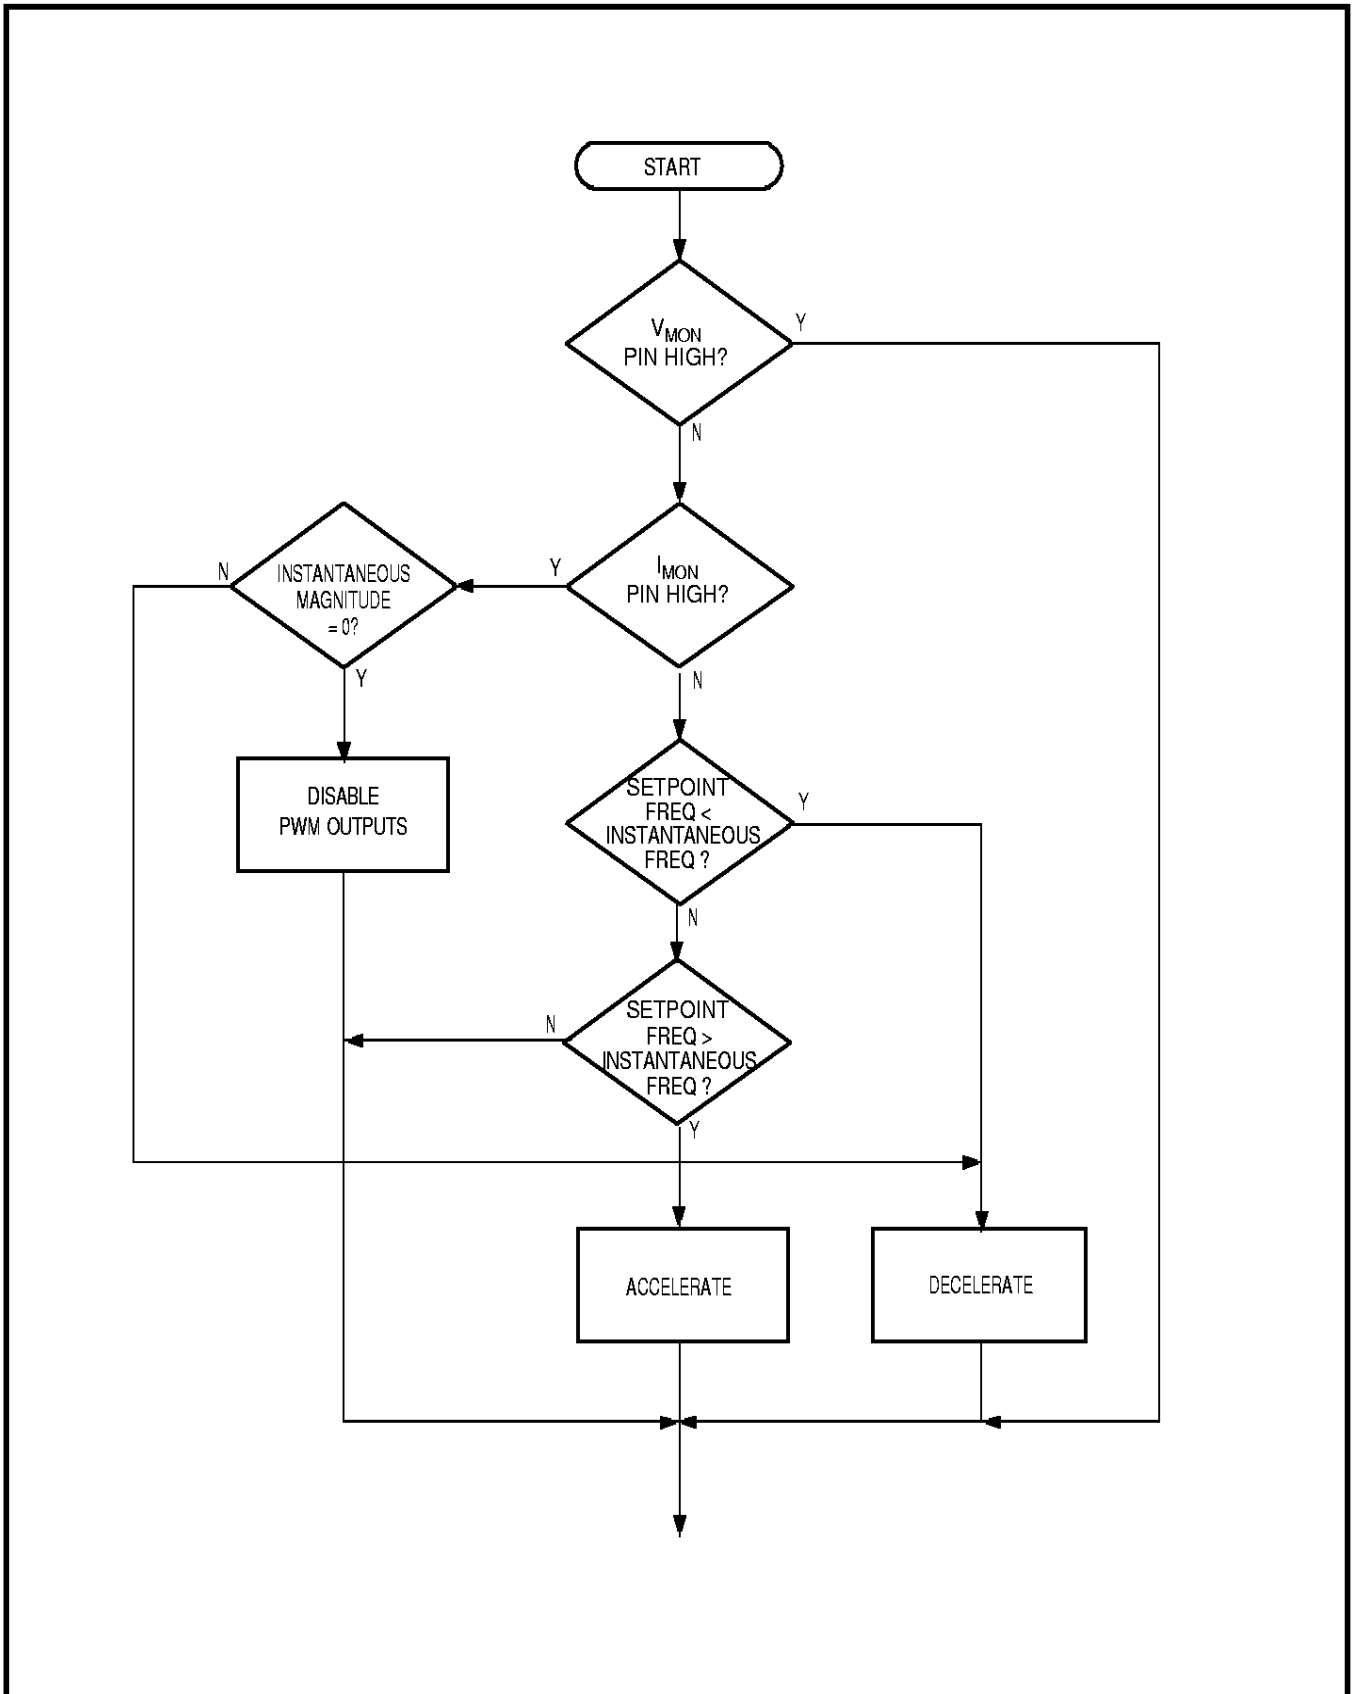 START
VMON
PIN HIGH?
Y
N
IMON
PIN HIGH?
Y
N
INSTANTANEOUS
MAGNITUDE
= 0?
N
Y
DISABLE
PWM OUTPUTS
SETPOINT
FREQ <
INSTANTANEOUS
FREQ ?
Y
N
SETPOINT
FREQ >
INSTANTANEOUS
FREQ ?
N
Y
ACCELERATE
DECELERATE